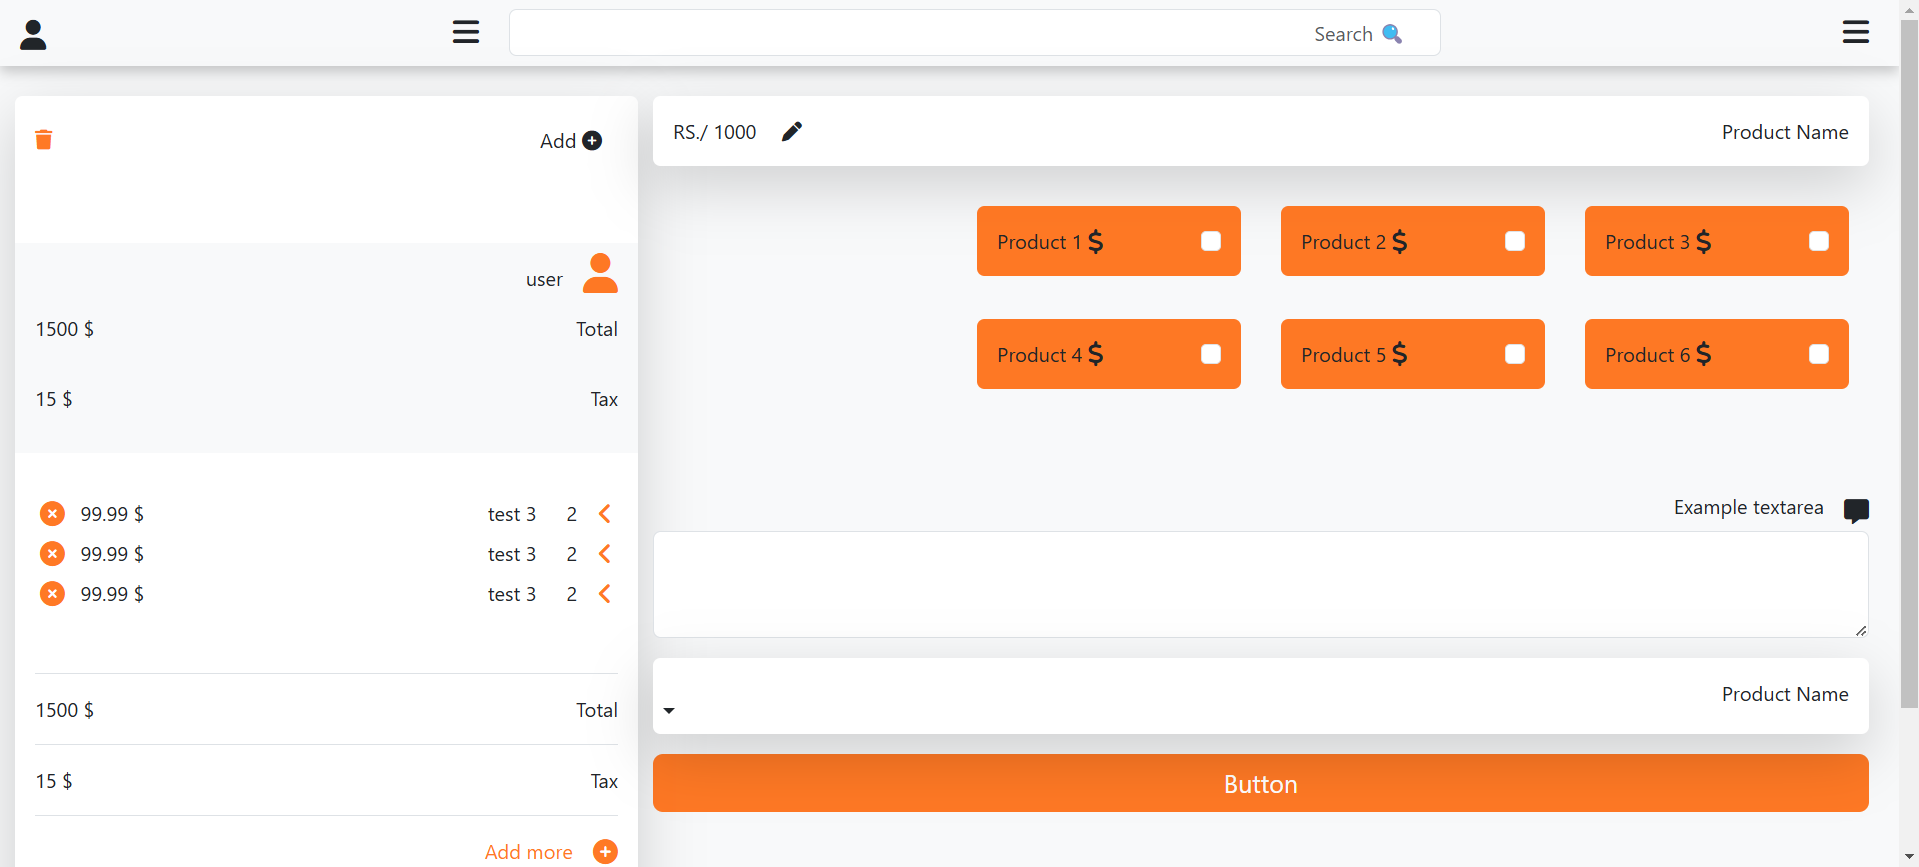 Search 🔍
Add
RS./ 1000
Product Name
user
1500 $
Total
15 $
Tax
99.99 $
test 3
2
99.99 $
test 3
2
99.99 $
test 3
2
1500 $
Total
15 $
Tax
Add more
Product 1 $
Product 2 $
Product 3 $
Product 4 $
Product 5 $
Product 6 $
Example textarea
Product Name
Button